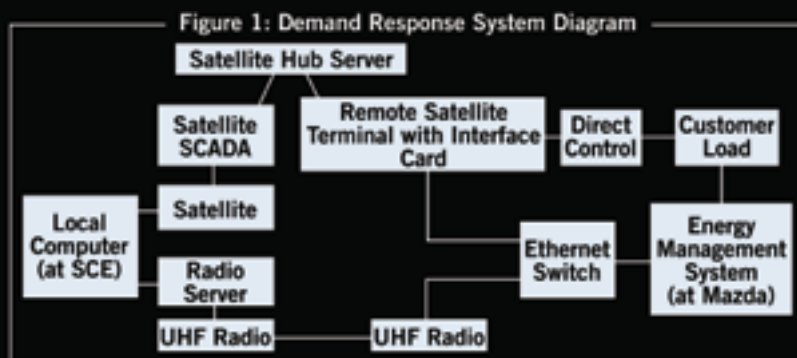 Figure 1: Demand Response System Diagram
Satellite Hub Server
Satellite
SCADA
Remote Satellite
Terminal with Interface
Card
Direct
Control
Customer
Load
Local
Computer
(at SCE)
Satellite
Radio
Server
UHF Radio
UHF Radio
Ethernet
Switch
Energy
Management
System
(at Mazda)